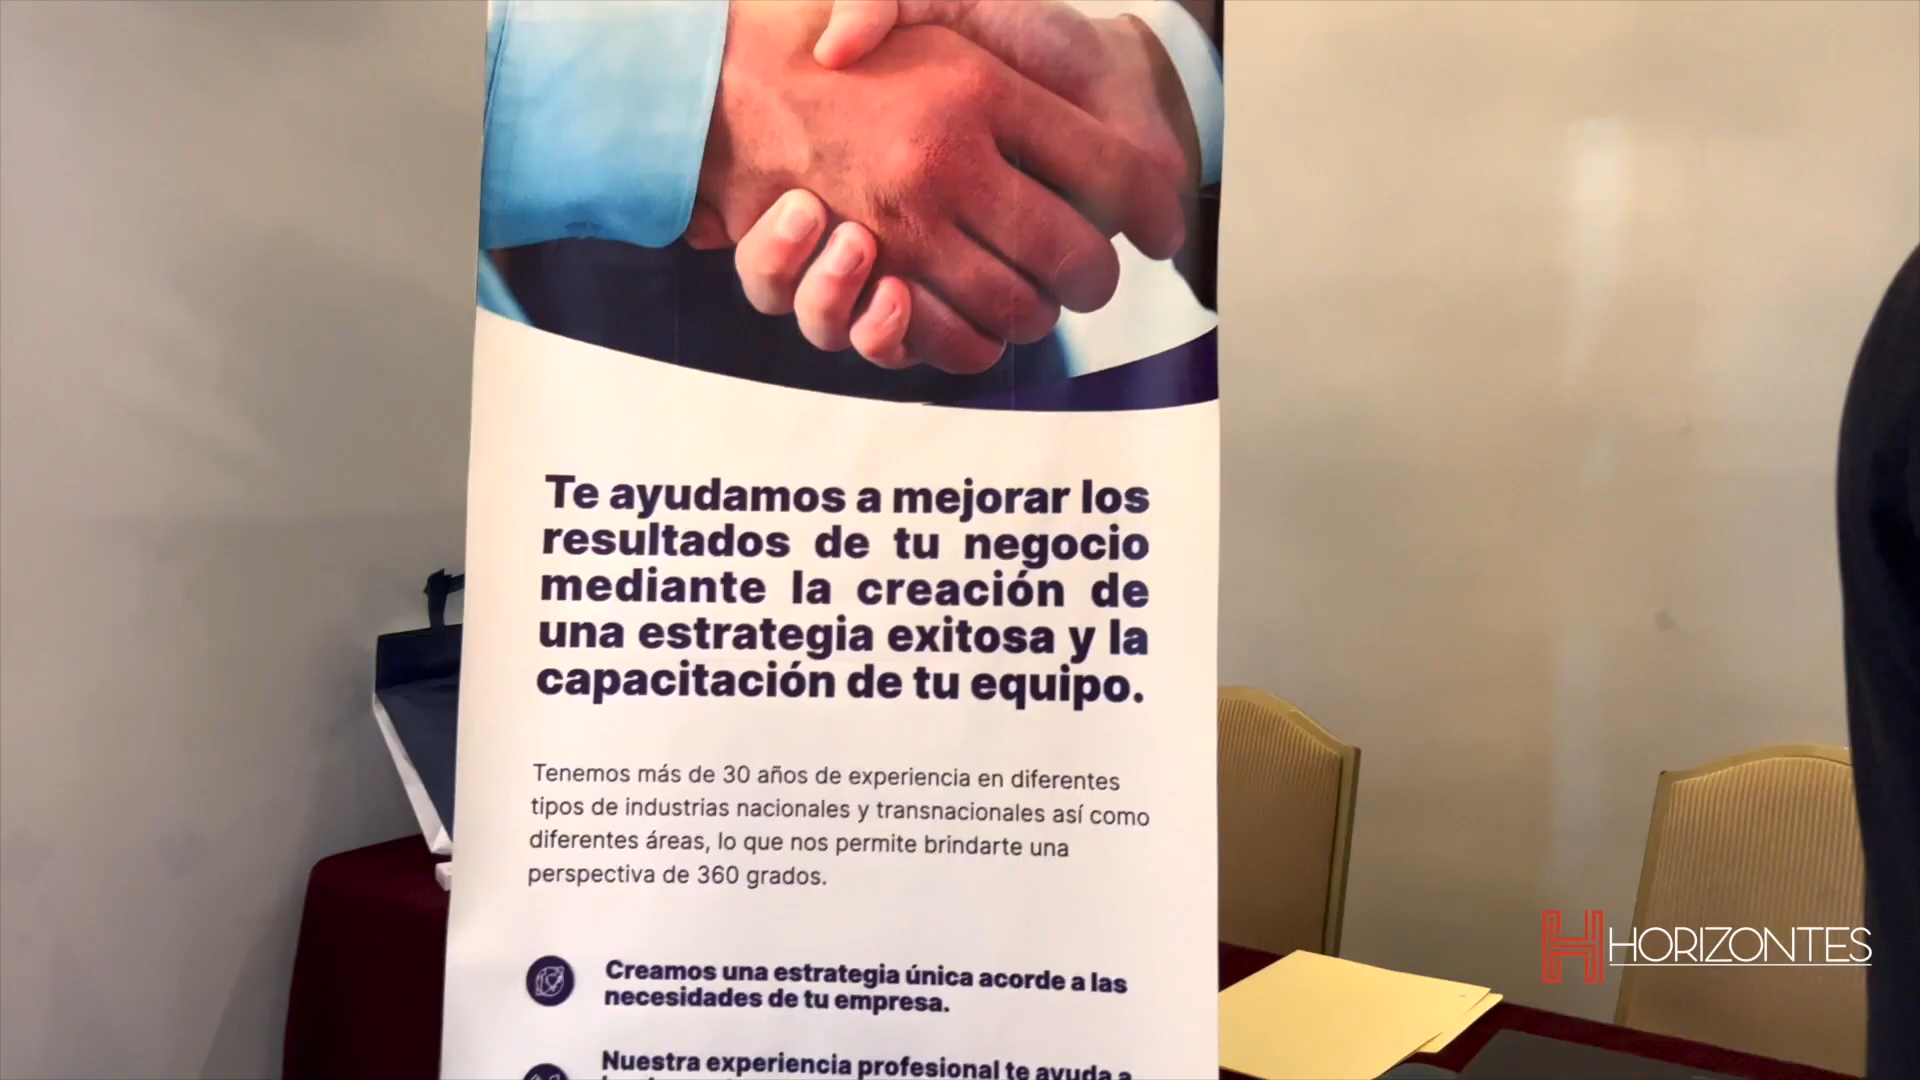 Te ayudamos a mejorar los
resultados de tu negocio
mediante la creación de
una estrategia exitosa y la
capacitación de tu equipo.
Tenemos más de 30 años de experiencia en diferentes
tipos de industrias nacionales y transnacionales así como
diferentes áreas, lo que nos permite brindarte una
perspectiva de 360 grados.
Creamos una estrategia única acorde a las
necesidades de tu empresa.
Nuestra experiencia profesional te ayuda a
HORIZONTES